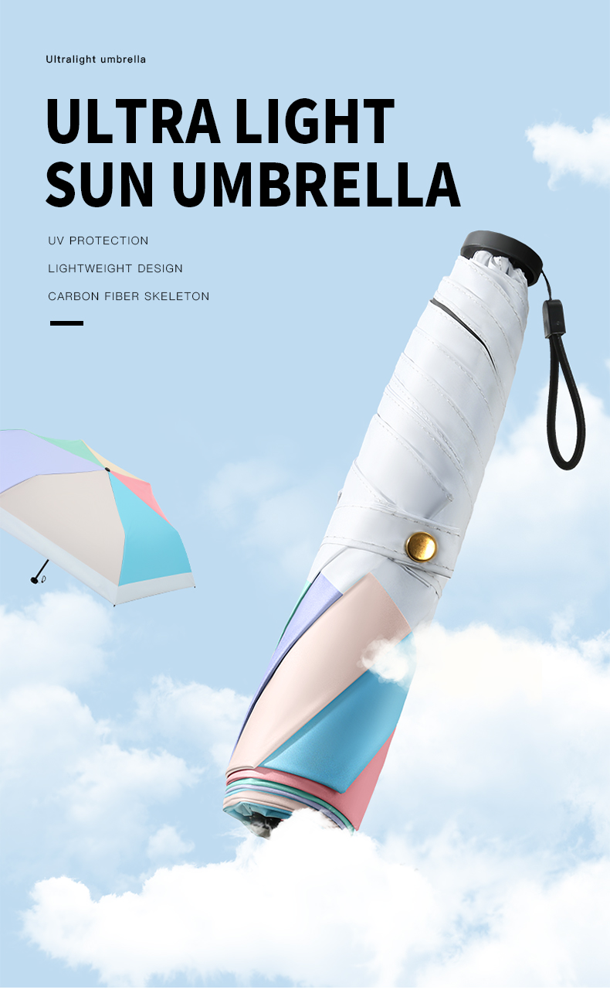 Ultralight umbrella
ULTRA LIGHT
SUN UMBRELLA
UV PROTECTION
LIGHTWEIGHT DESIGN
CARBON FIBER SKELETON